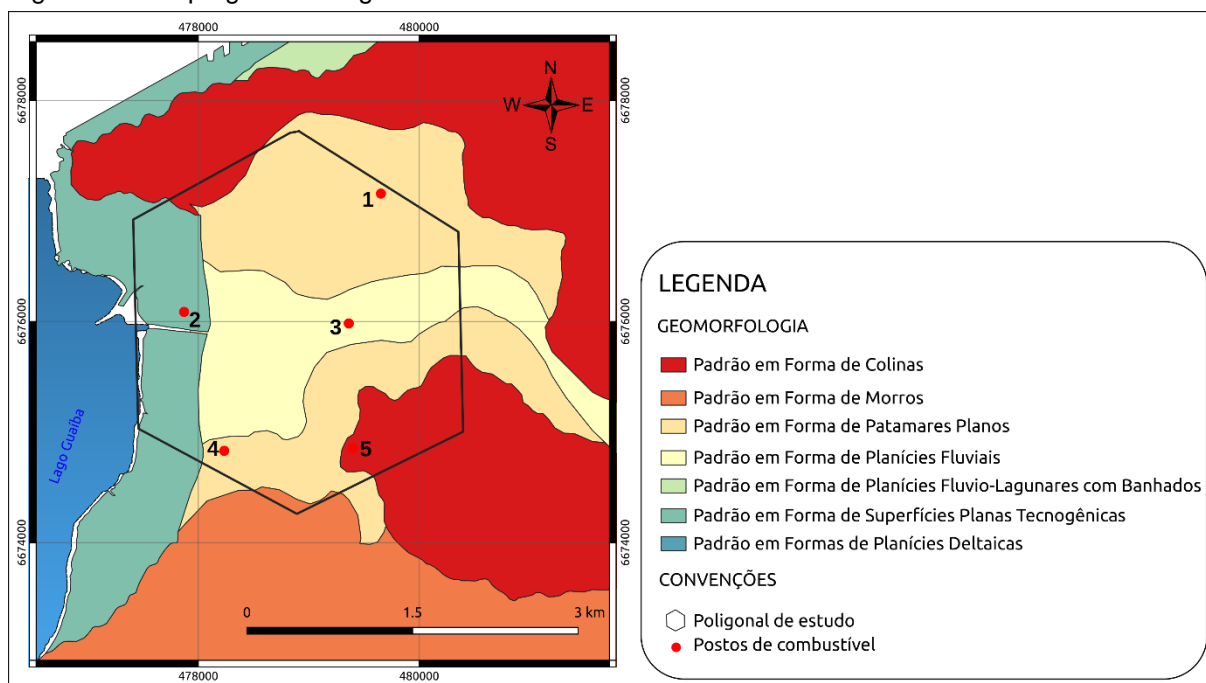 478000 480000
6678000 6678000
N
W E
S
1
2
3
6676000 6676000
4 5
Lago Guaíba
6674000 6674000
0 1.5 3 km
478000 480000
LEGENDA
GEOMORFOLOGIA
Padrão em Forma de Colinas
Padrão em Forma de Morros
Padrão em Forma de Patamares Planos
Padrão em Forma de Planícies Fluviais
Padrão em Forma de Planícies Fluvio-Lagunares com Banhados
Padrão em Forma de Superfícies Planas Tecnogênicas
Padrão em Formas de Planícies Deltaicas
CONVENÇÕES
Poligonal de estudo
Postos de combustível